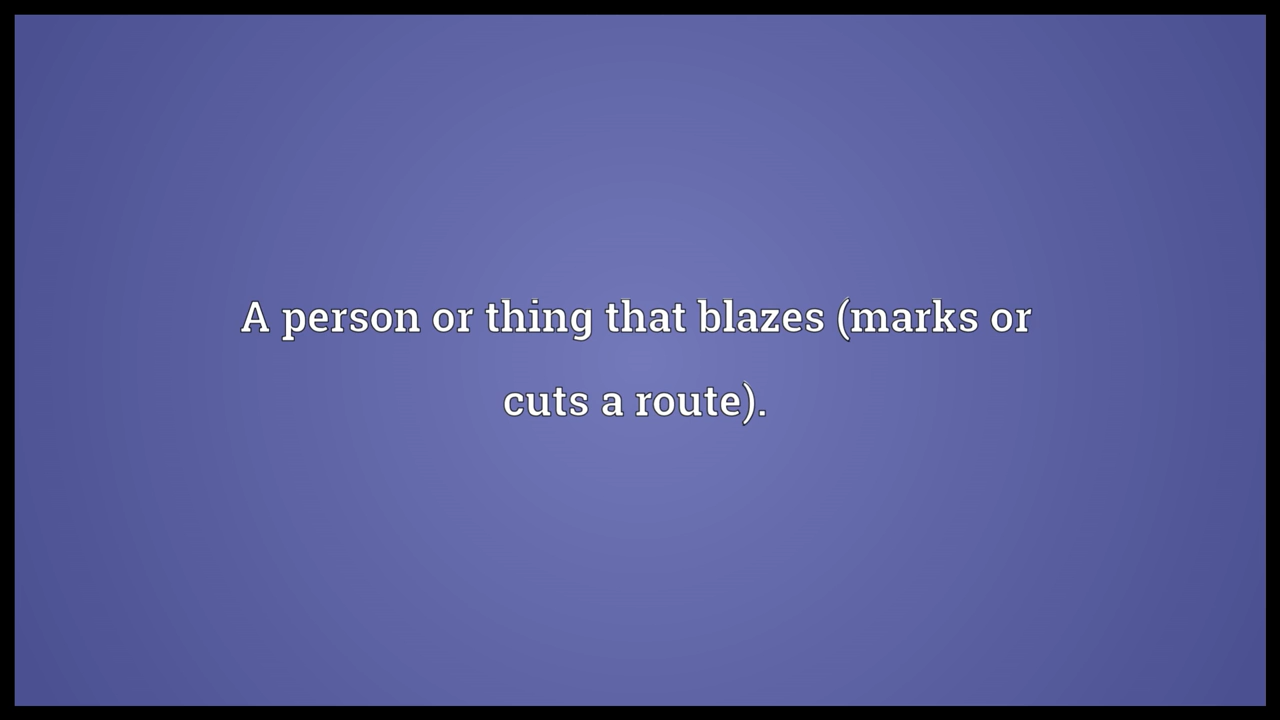 A person or thing that blazes (marks or
cuts a route).